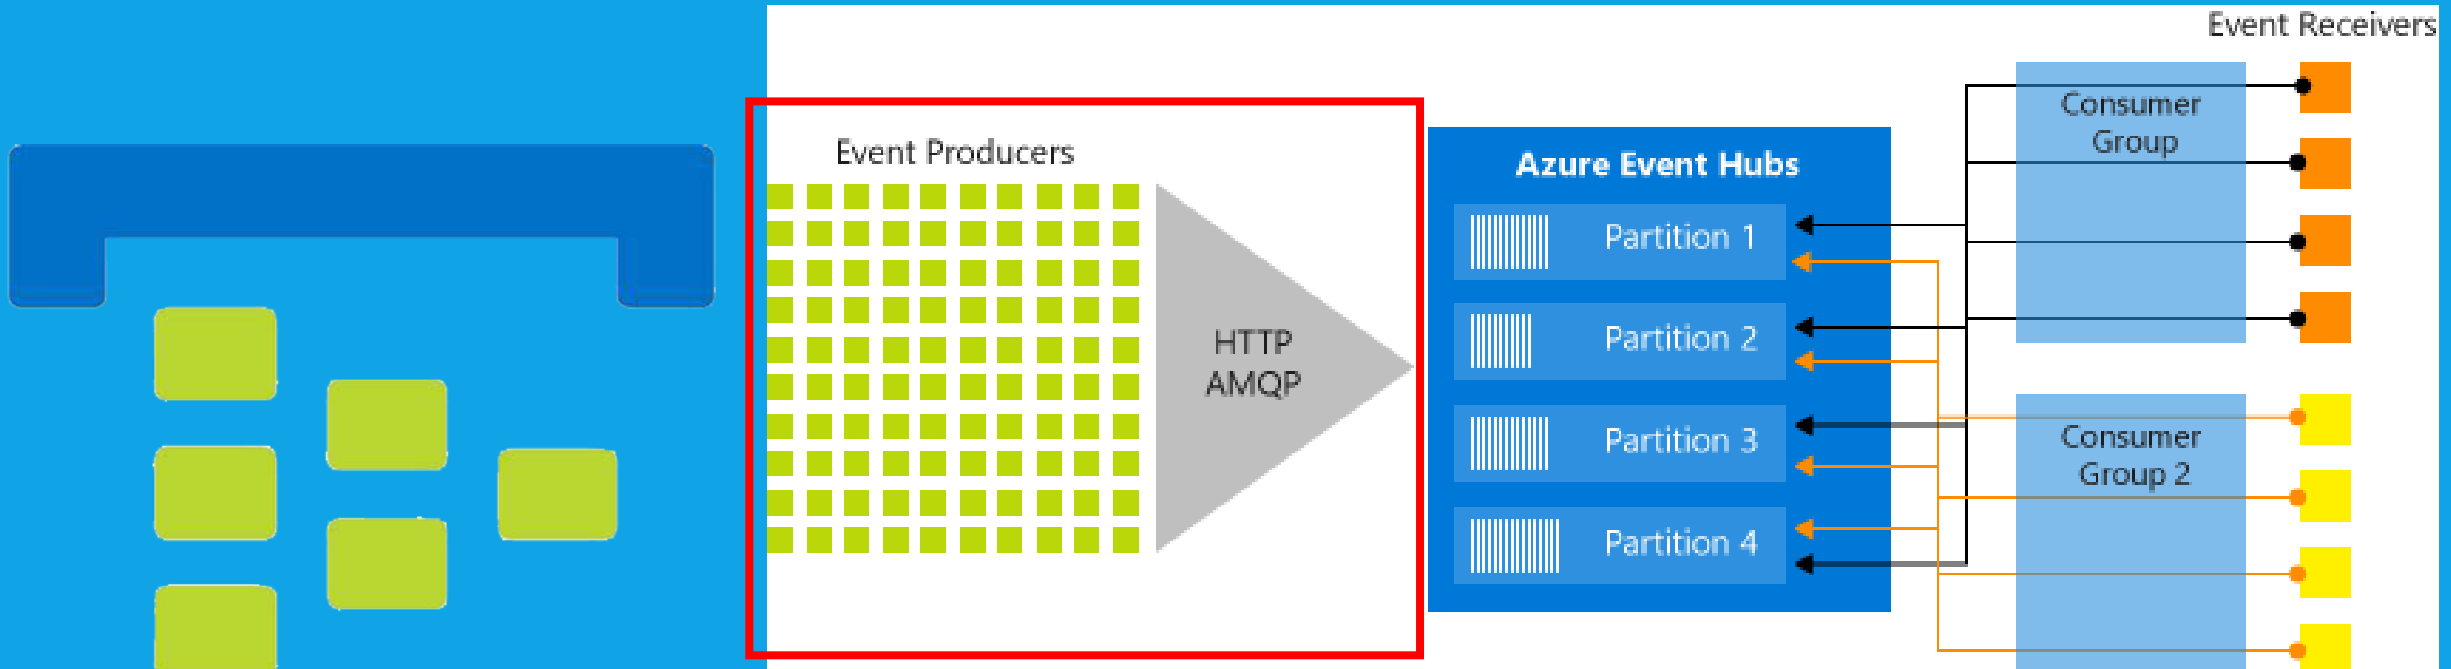 Event Receivers
Event Producers
HTTP
AMQP
Azure Event Hubs
Partition 1
Partition 2
Partition 3
Partition 4
Consumer
Group
Consumer
Group 2